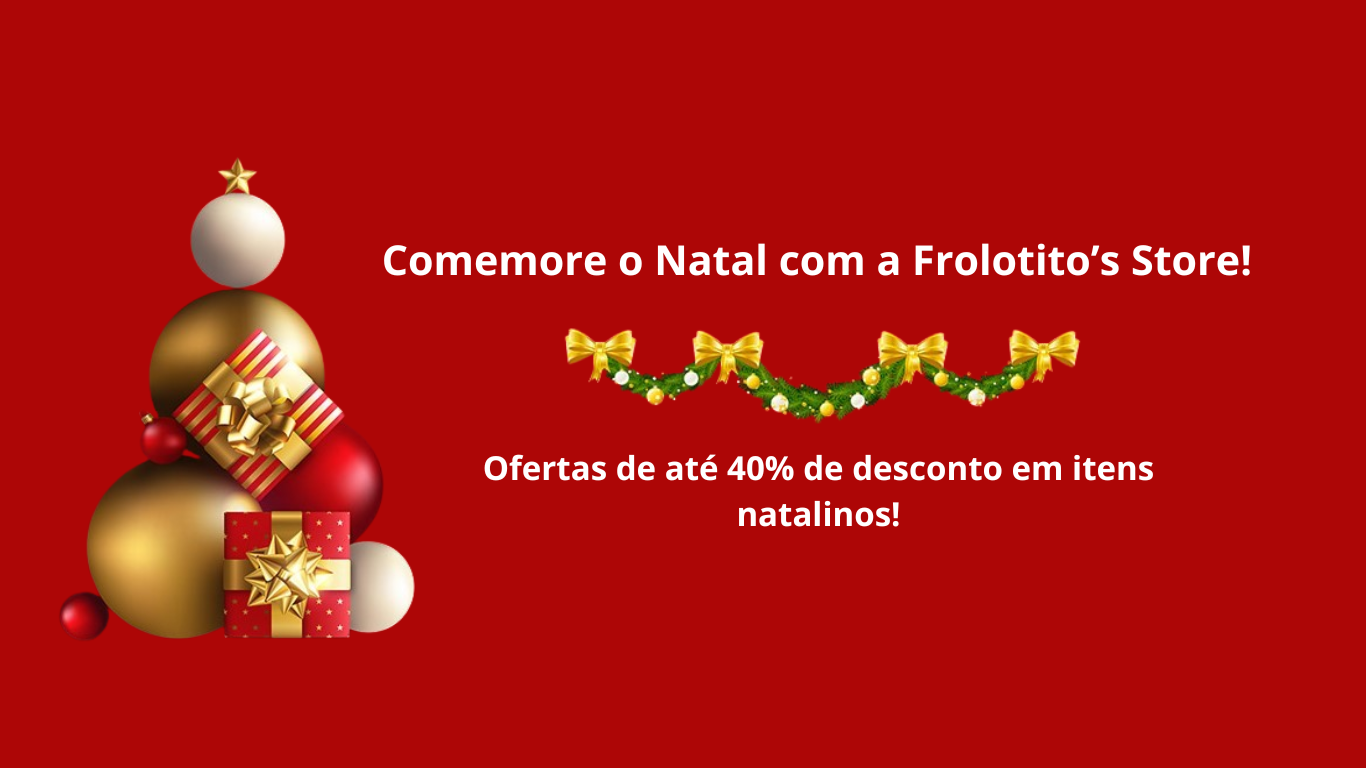 Comemore o Natal com a Frolotito’s Store!
Ofertas de até 40% de desconto em itens
natalinos!